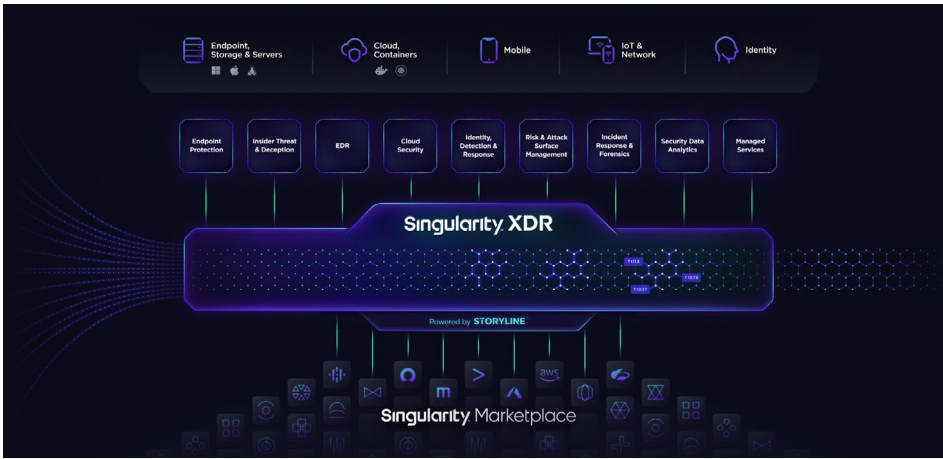 Endpoint,
Storage & Servers
Cloud,
Containers
Mobile
IoT &
Network
Identity
Endpoint
Protection
Insider Threat
& Deception
EDR
Cloud
Security
Identity,
Detection &
Response
Risk & Attack
Surface
Management
Incident
Response &
Forensics
Security Data
Analytics
Managed
Services
Singularity XDR
T1113
T1027
Powered by STORYLINE
aws
Singularity Marketplace